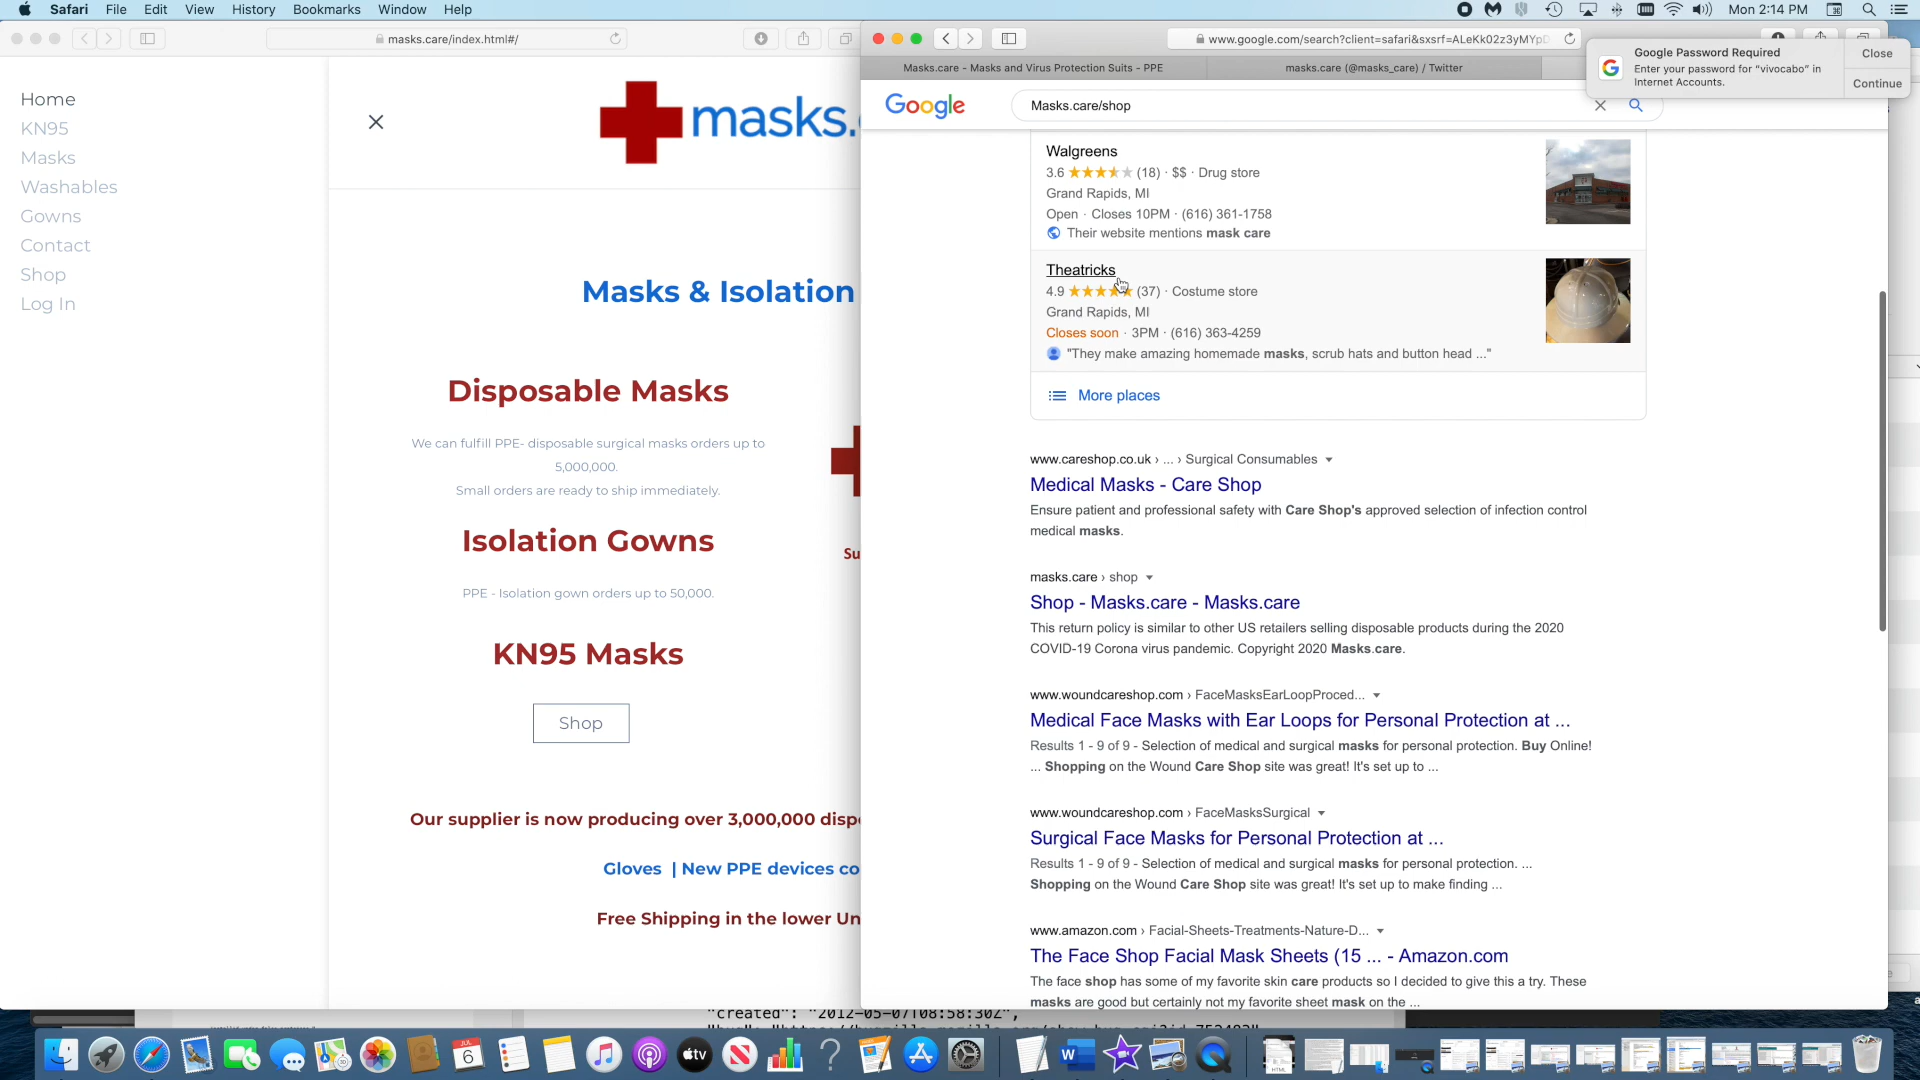 Safari File Edit View History Bookmarks Window Help
Mon 2:14 PM
masks.care/index.html#/
Home
KN95
Masks
Washables
Gowns
Contact
Shop
Log In
masks.
Masks & Isolation
Disposable Masks
We can fulfill PPE- disposable surgical masks orders up to
5,000,000.
Small orders are ready to ship immediately.
Isolation Gowns
Su
PPE - Isolation gown orders up to 50,000.
KN95 Masks
Shop
Our supplier is now producing over 3,000,000 disp
Gloves | New PPE devices co
Free Shipping in the lower Un
www.google.com/search?client=safari&sxsrf=ALeKk02z3yMYp
Masks.care - Masks and Virus Protection Suits - PPE
masks.care (@masks_care) / Twitter
Google Password Required
Enter your password for “vivocabo” in
Internet Accounts.
Close
Continue
Google
Masks.care/shop
Walgreens
3.6 (18) · $$ · Drug store
Grand Rapids, MI
Open · Closes 10PM · (616) 361-1758
Their website mentions mask care
Theatricks
4.9 (37) · Costume store
Grand Rapids, MI
Closes soon · 3PM · (616) 363-4259
"They make amazing homemade masks, scrub hats and button head ..."
More places
www.careshop.co.uk › ... › Surgical Consumables
Medical Masks - Care Shop
Ensure patient and professional safety with Care Shop's approved selection of infection control
medical masks.
masks.care › shop
Shop - Masks.care - Masks.care
This return policy is similar to other US retailers selling disposable products during the 2020
COVID-19 Corona virus pandemic. Copyright 2020 Masks.care.
www.woundcareshop.com › FaceMasksEarLoopProced...
Medical Face Masks with Ear Loops for Personal Protection at ...
Results 1 - 9 of 9 - Selection of medical and surgical masks for personal protection. Buy Online!
... Shopping on the Wound Care Shop site was great! It's set up to ...
www.woundcareshop.com › FaceMasksSurgical
Surgical Face Masks for Personal Protection at ...
Results 1 - 9 of 9 - Selection of medical and surgical masks for personal protection. ...
Shopping on the Wound Care Shop site was great! It's set up to make finding ...
www.amazon.com › Facial-Sheets-Treatments-Nature-D...
The Face Shop Facial Mask Sheets (15 ... - Amazon.com
The face shop has some of my favorite skin care products so I decided to give this a try. These
masks are good but certainly not my favorite sheet mask on the ...
"created": "2012-05-07T08:58:30Z",
JUL
6
tv